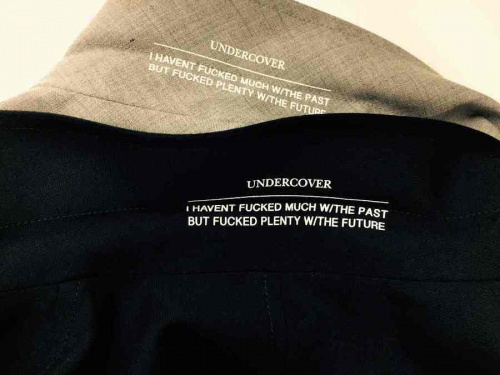 UNDERCOVER
I HAVENT FUCKED MUCH W/THE PAST
BUT FUCKED PLENTY W/THE FUTURE
UNDERCOVER
I HAVENT FUCKED MUCH W/THE PAST
BUT FUCKED PLENTY W/THE FUTURE